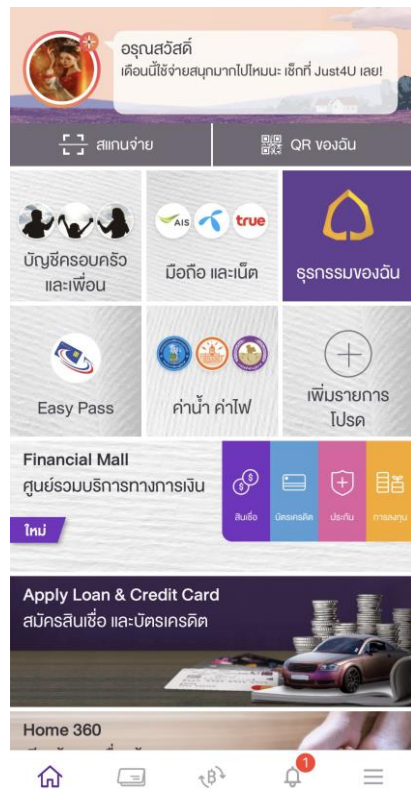 อรุณสวัสดิ์
เดือนนี้ใช้จ่ายสนุกมากไปไหมนะ เช็กที่ Just4U เลย!
สแกนจ่าย
QR ของฉัน
บัญชีครอบครัว
และเพื่อน
AIS
true
มือถือ และเน็ต
ธุรกรรมของฉัน
Easy Pass
ค่าน้ำ ค่าไฟ
เพิ่มรายการ
โปรด
Financial Mall
ศูนย์รวมบริการทางการเงิน
ใหม่
สินเชื่อ
บัตรเครดิต
ประกัน
การลงทุน
Apply Loan & Credit Card
สมัครสินเชื่อ และบัตรเครดิต
Home 360
1